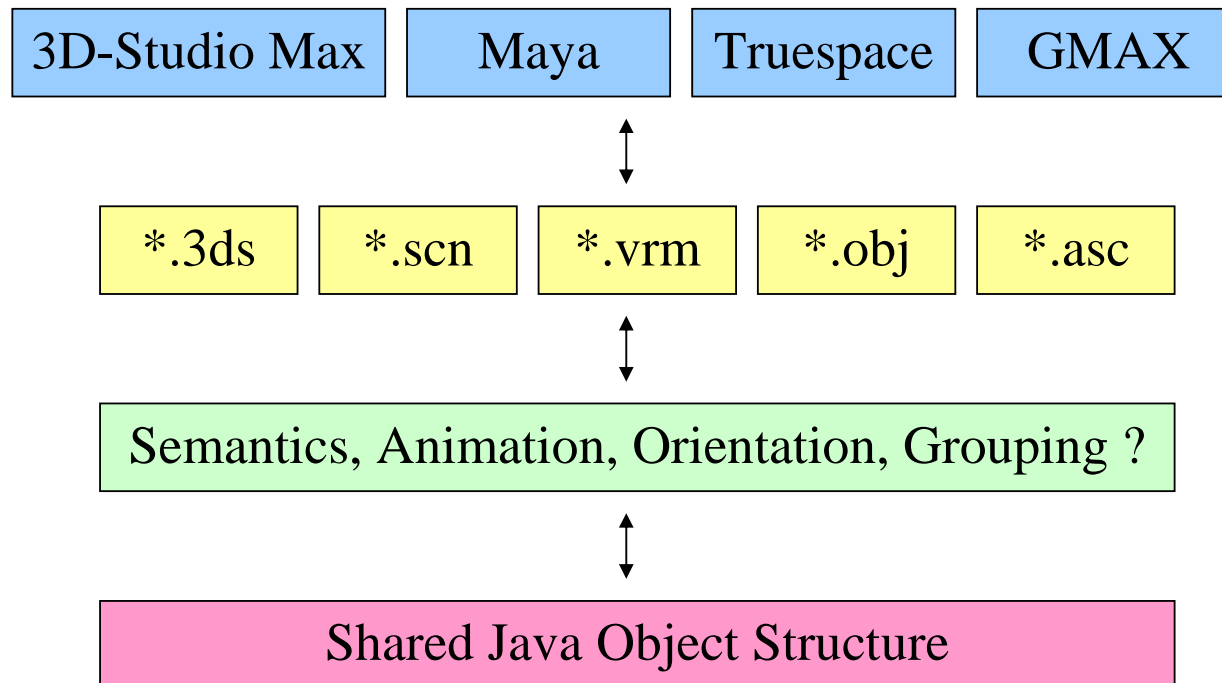 3D-Studio Max Maya Truespace GMAX
*.3ds *.scn *.vrm *.obj *.asc
Semantics, Animation, Orientation, Grouping ?
Shared Java Object Structure